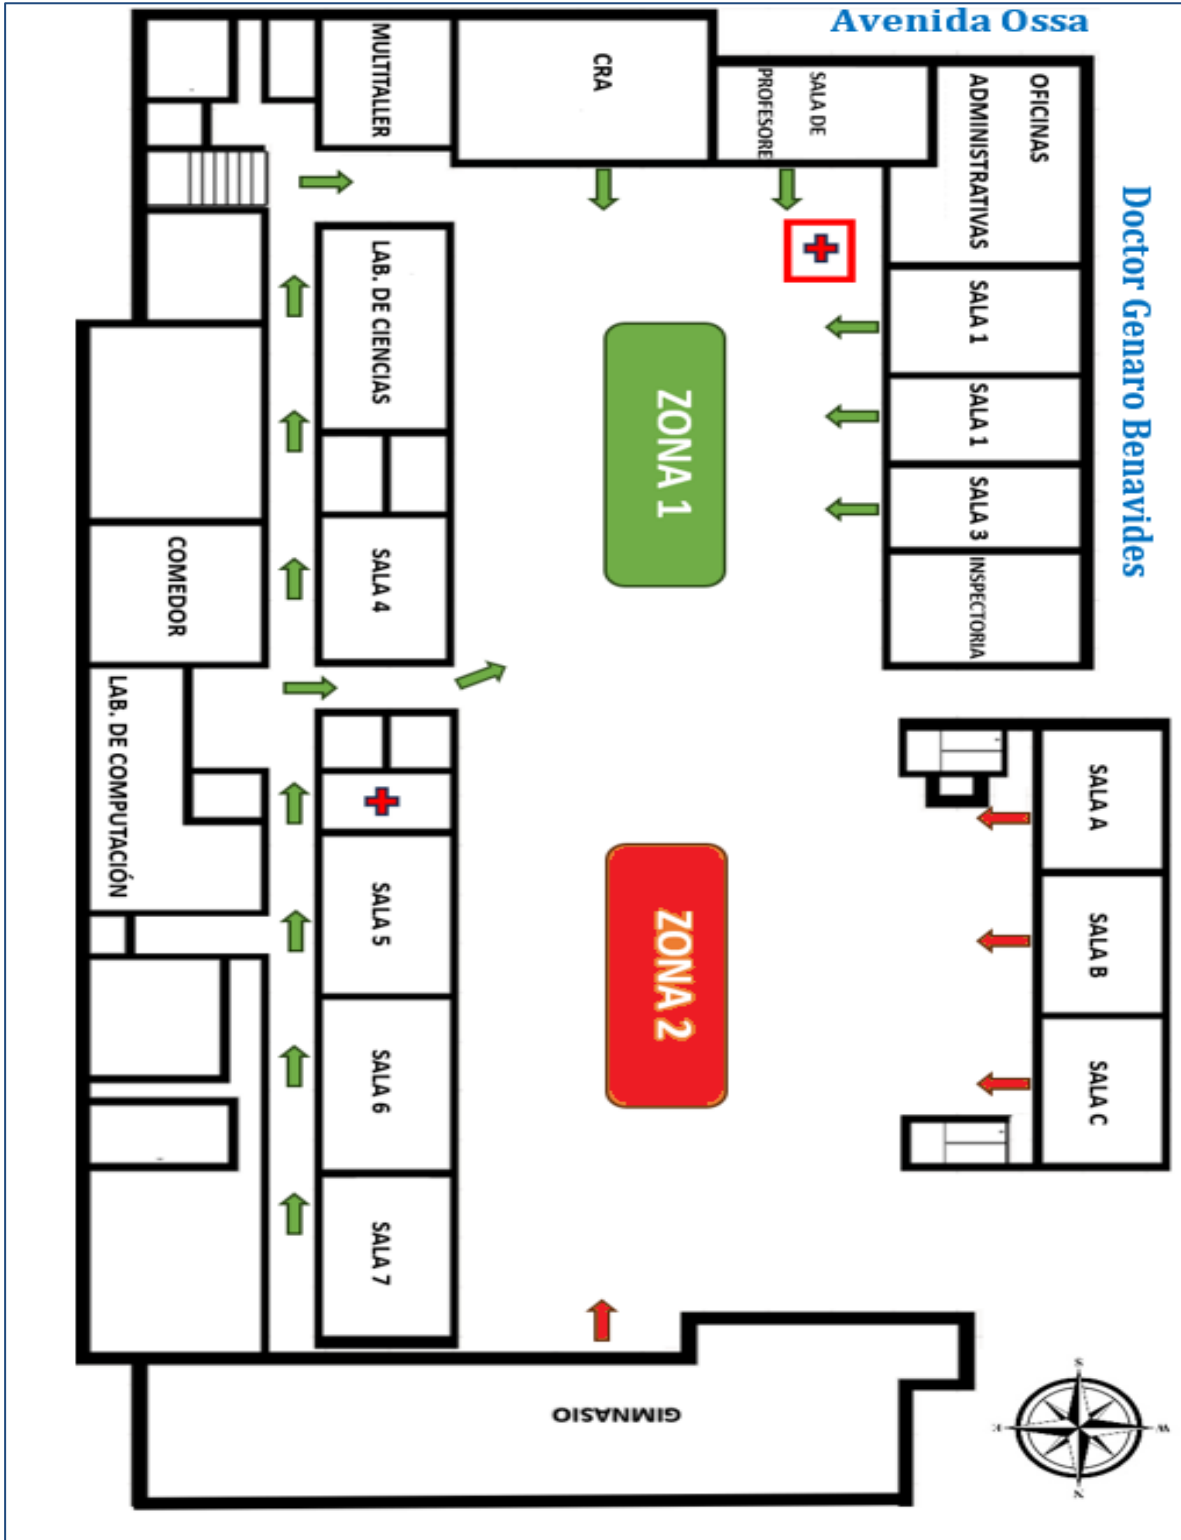 Avenida Ossa
Doctor Genaro Benavides
MULTITALLER
CRA
SALA DE
PROFESORE
OFICINAS
ADMINISTRATIVAS
LAB. DE CIENCIAS
SALA 1
SALA 1
SALA 3
INSPECTORIA
ZONA 1
SALA 4
COMEDOR
LAB. DE COMPUTACIÓN
SALA A
SALA B
SALA C
SALA 5
SALA 6
SALA 7
ZONA 2
GIMNASIO
S
E
W
N